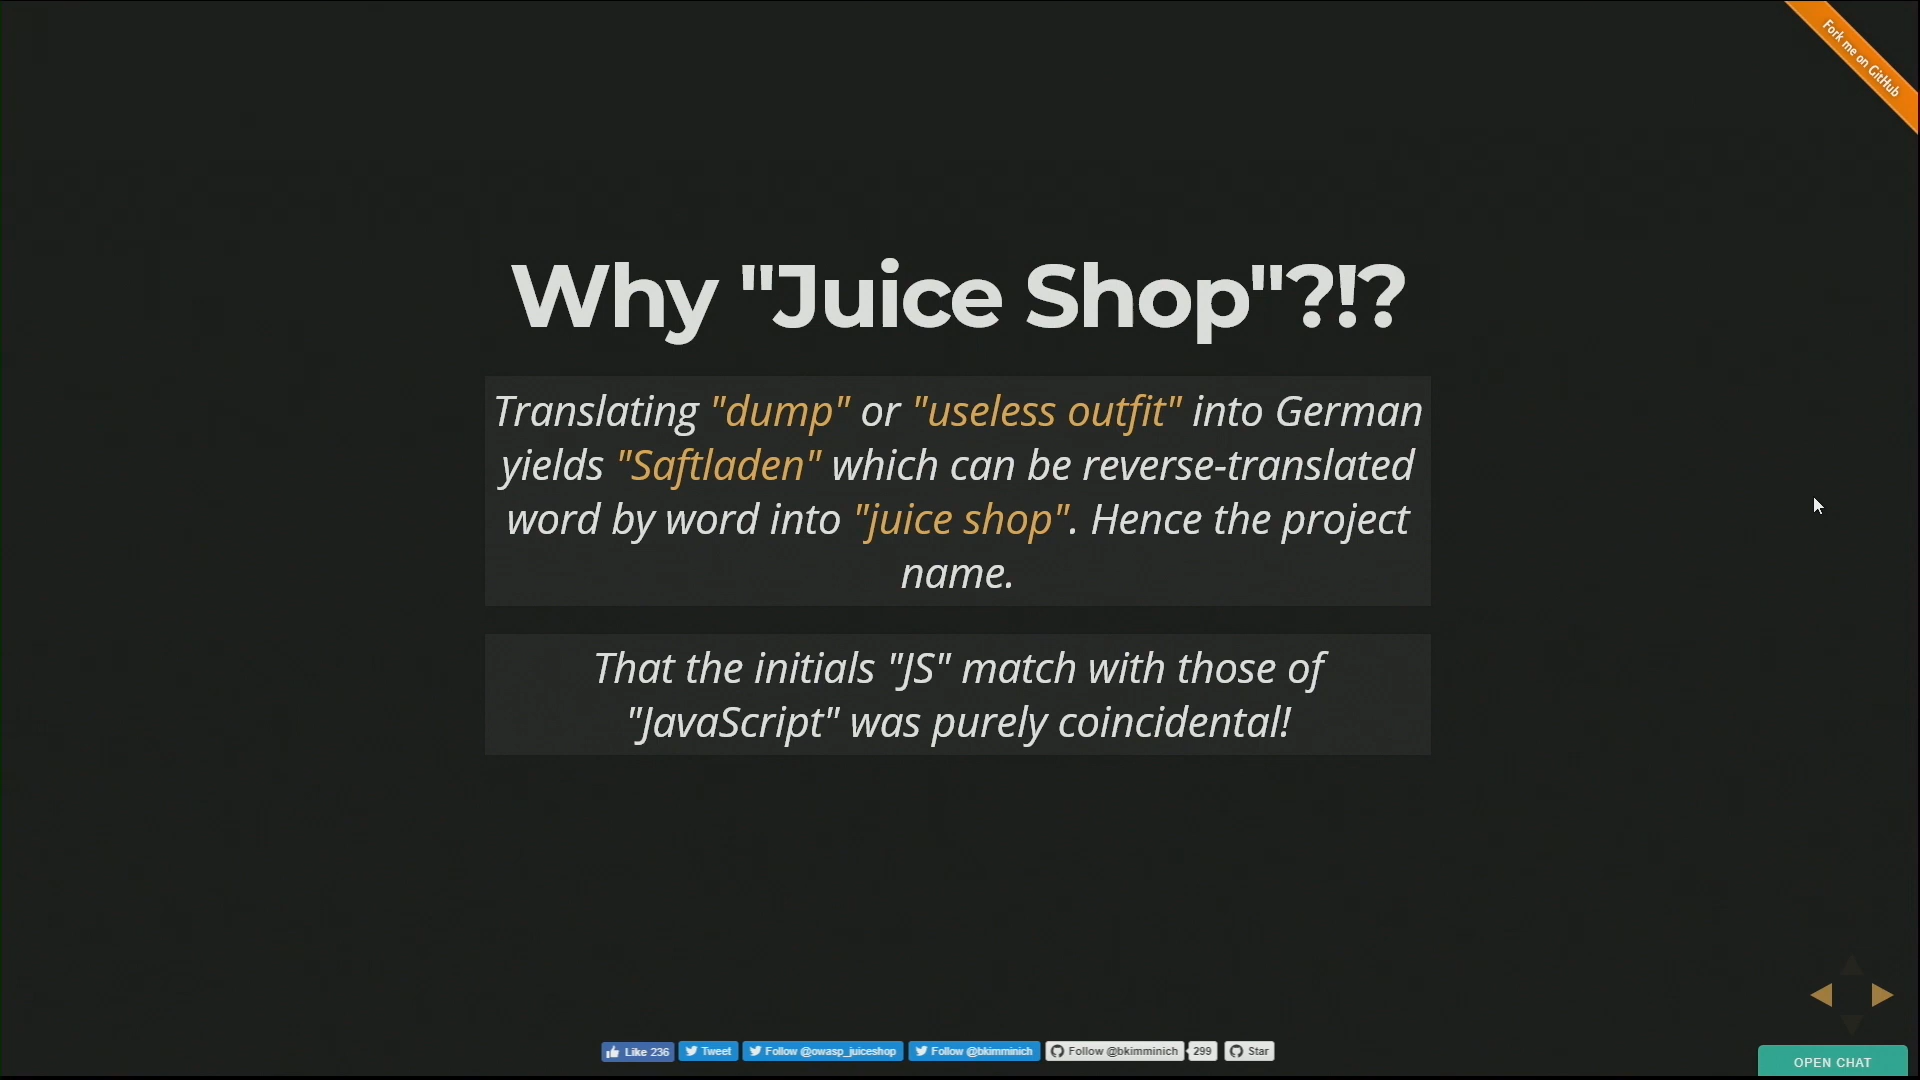 Fork me on GitHub
Why "Juice Shop"?!?
Translating "dump" or "useless outfit" into German
yields "Saftladen" which can be reverse-translated
word by word into "juice shop". Hence the project
name.
That the initials "JS" match with those of
"JavaScript" was purely coincidental!
Like 236 Tweet Follow @owasp_juiceshop Follow @bkimminich Follow @bkimminich 299 Star
OPEN CHAT